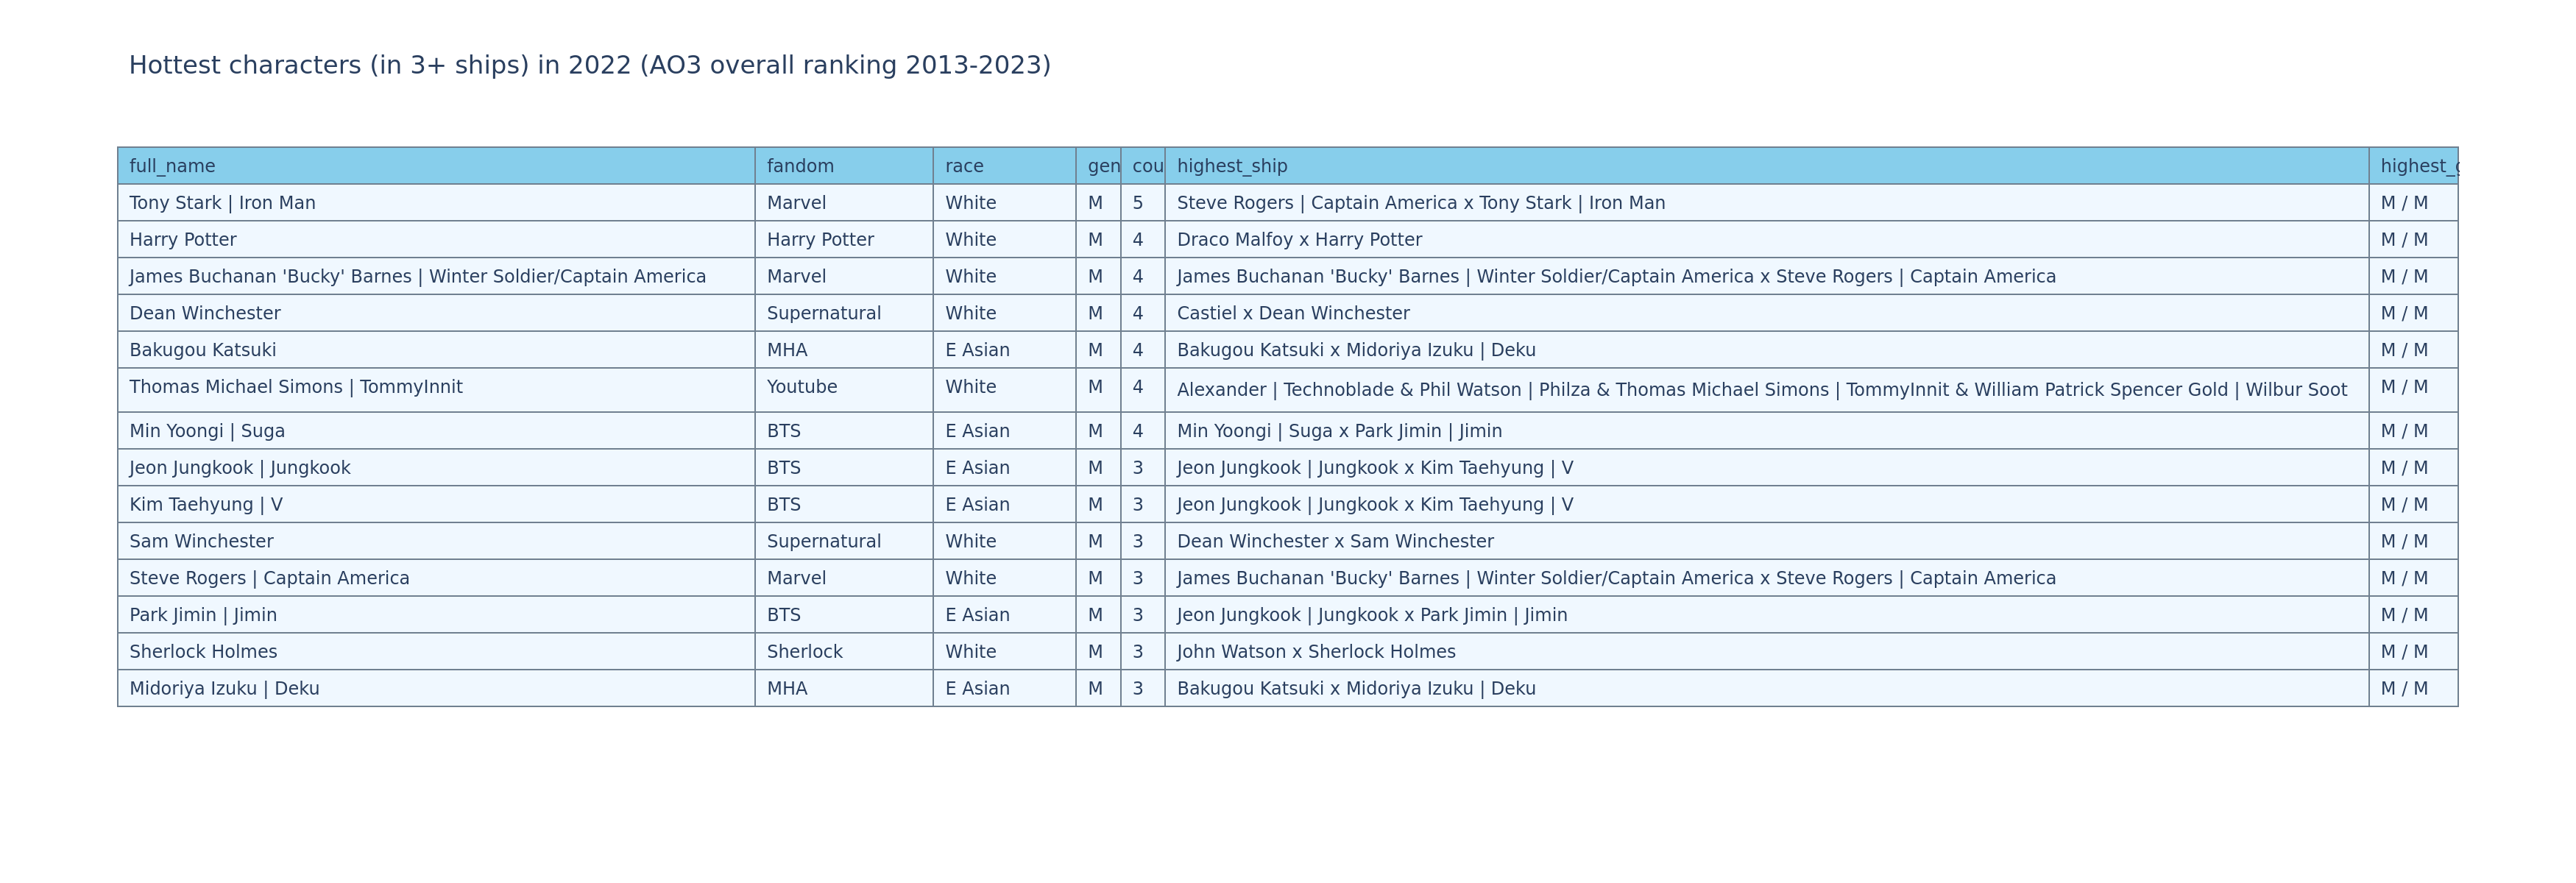 Hottest characters (in 3+ ships) in 2022 (AO3 overall ranking 2013-2023)
full_name fandom race gen cou highest_ship highest_g
Tony Stark | Iron Man Marvel White M 5 Steve Rogers | Captain America x Tony Stark | Iron Man M / M
Harry Potter Harry Potter White M 4 Draco Malfoy x Harry Potter M / M
James Buchanan 'Bucky' Barnes | Winter Soldier/Captain America Marvel White M 4 James Buchanan 'Bucky' Barnes | Winter Soldier/Captain America x Steve Rogers | Captain America M / M
Dean Winchester Supernatural White M 4 Castiel x Dean Winchester M / M
Bakugou Katsuki MHA E Asian M 4 Bakugou Katsuki x Midoriya Izuku | Deku M / M
Thomas Michael Simons | TommyInnit Youtube White M 4 Alexander | Technoblade & Phil Watson | Philza & Thomas Michael Simons | TommyInnit & William Patrick Spencer Gold | Wilbur Soot M / M
Min Yoongi | Suga BTS E Asian M 4 Min Yoongi | Suga x Park Jimin | Jimin M / M
Jeon Jungkook | Jungkook BTS E Asian M 3 Jeon Jungkook | Jungkook x Kim Taehyung | V M / M
Kim Taehyung | V BTS E Asian M 3 Jeon Jungkook | Jungkook x Kim Taehyung | V M / M
Sam Winchester Supernatural White M 3 Dean Winchester x Sam Winchester M / M
Steve Rogers | Captain America Marvel White M 3 James Buchanan 'Bucky' Barnes | Winter Soldier/Captain America x Steve Rogers | Captain America M / M
Park Jimin | Jimin BTS E Asian M 3 Jeon Jungkook | Jungkook x Park Jimin | Jimin M / M
Sherlock Holmes Sherlock White M 3 John Watson x Sherlock Holmes M / M
Midoriya Izuku | Deku MHA E Asian M 3 Bakugou Katsuki x Midoriya Izuku | Deku M / M